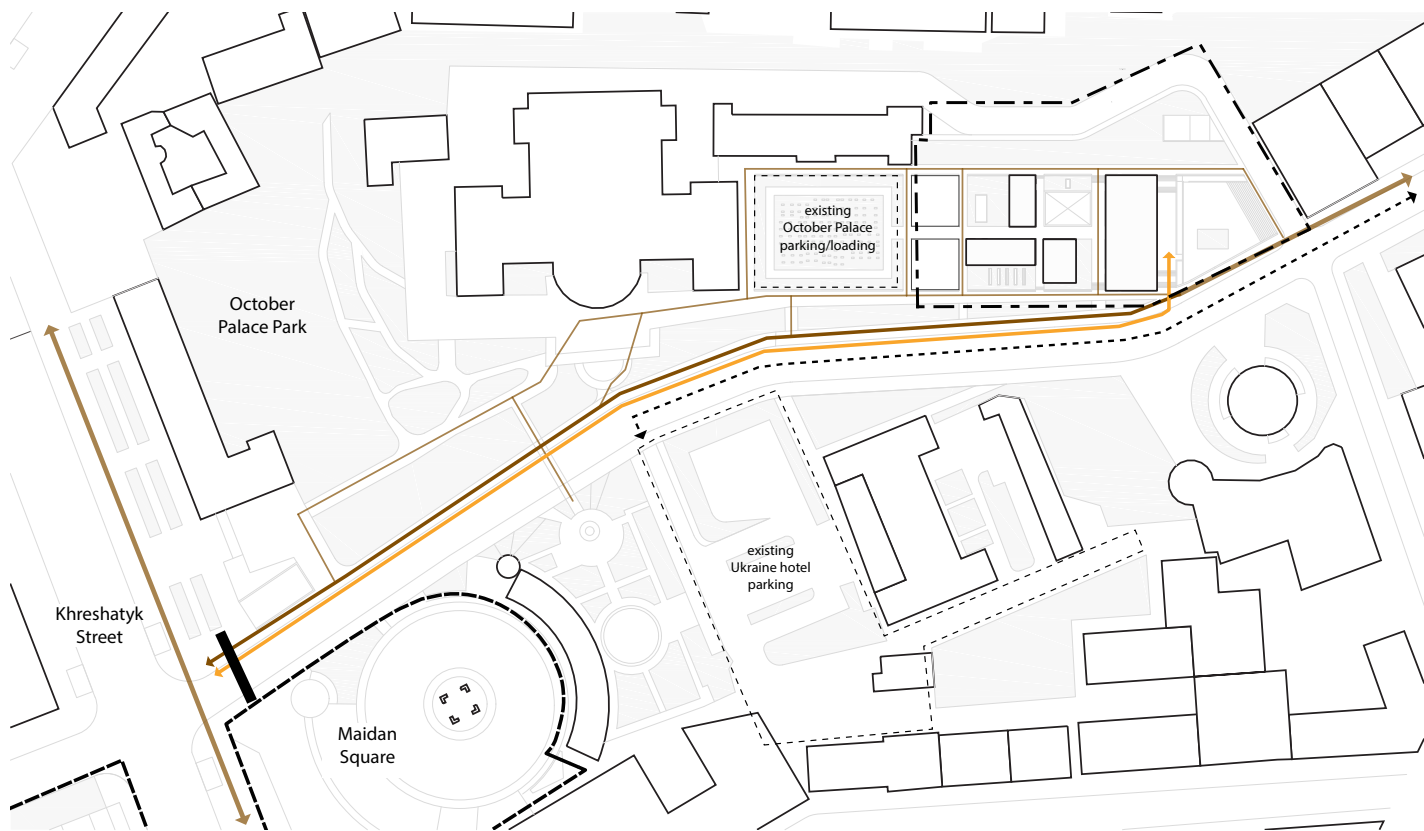 existing
October Palace
parking/loading
October
Palace Park
existing
Ukraine hotel
parking
Khreshatyk
Street
Maidan
Square